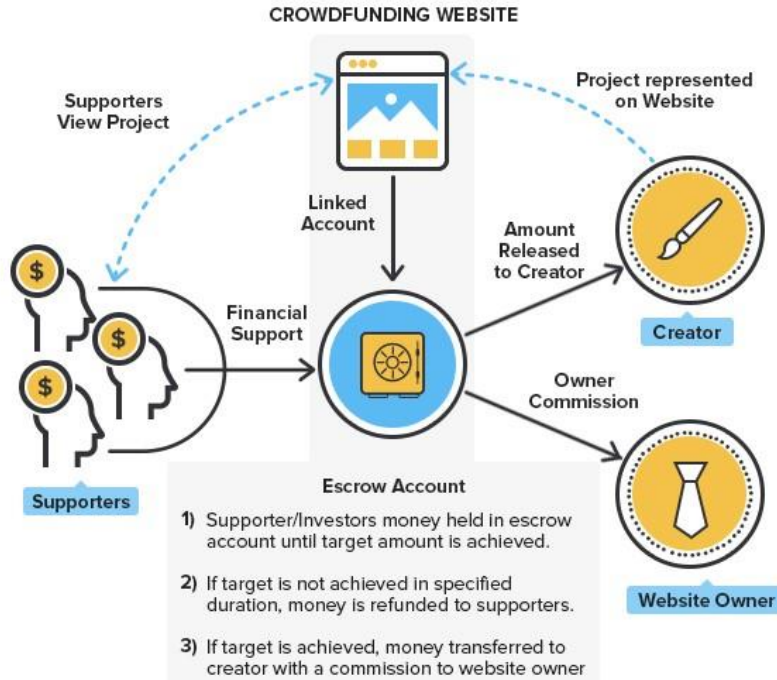 CROWDFUNDING WEBSITE
Supporters
View Project
Project represented
on Website
Linked
Account
Amount
Released
to Creator
$
$
$
Financial
Support
Creator
Owner
Commission
Supporters
Escrow Account
1) Supporter/Investors money held in escrow
account until target amount is achieved.
2) If target is not achieved in specified
duration, money is refunded to supporters.
3) If target is achieved, money transferred to
creator with a commission to website owner
Website Owner